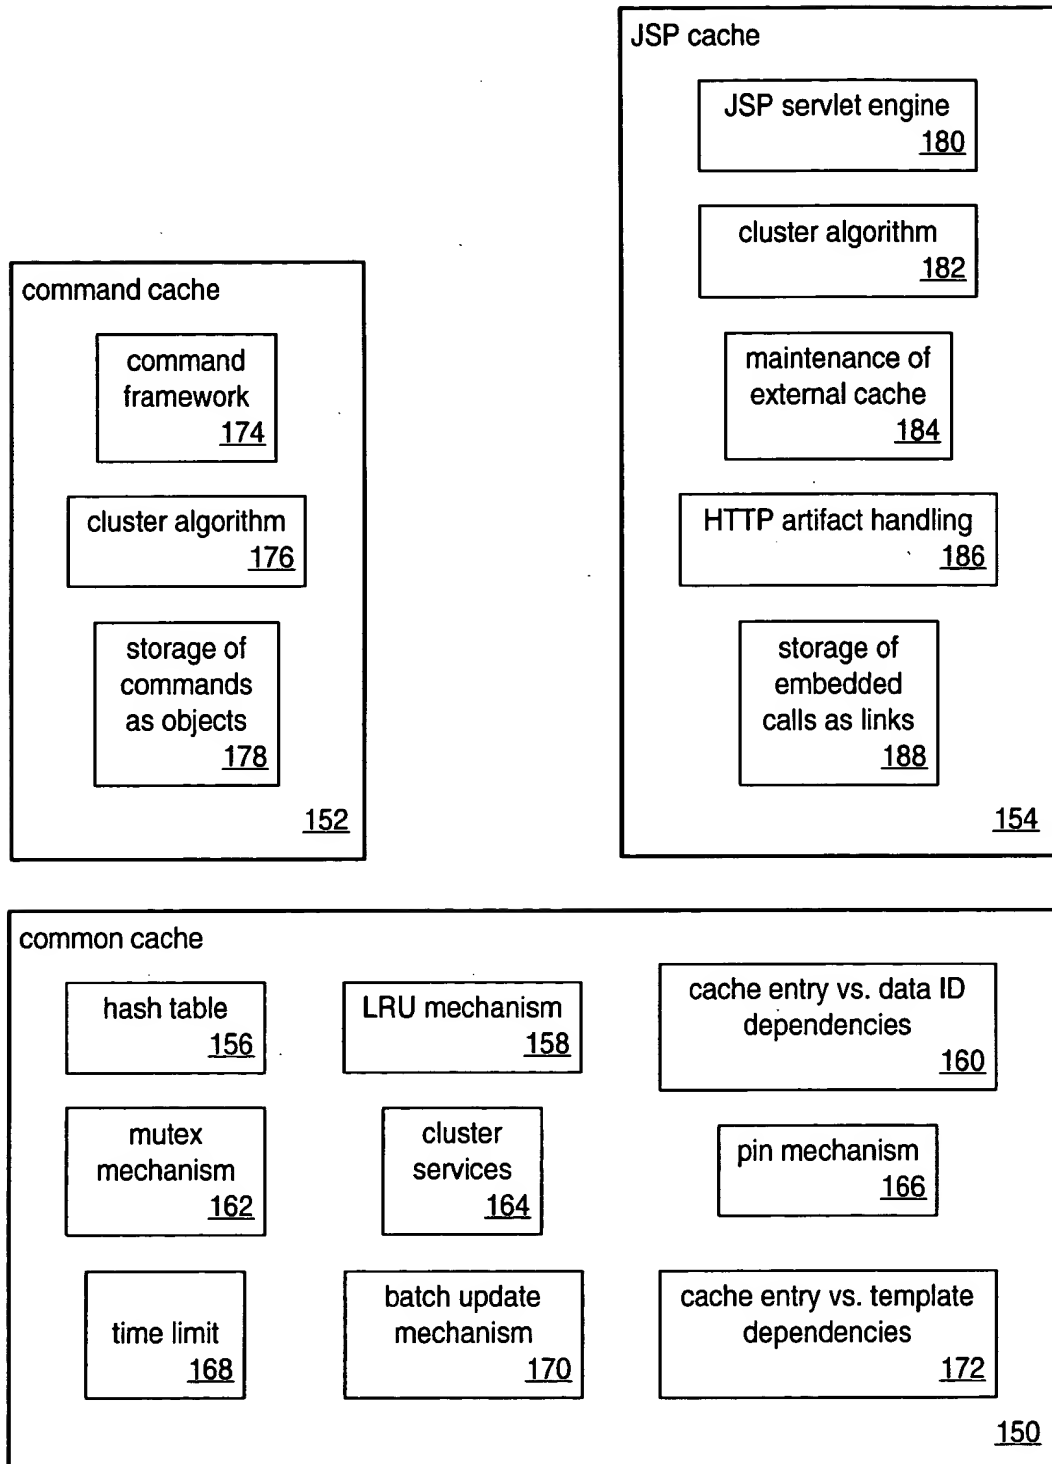 JSP cache
JSP servlet engine
180
cluster algorithm
182
maintenance of
external cache
184
HTTP artifact handling
186
storage of
embedded
calls as links
188
154
command cache
command
framework
174
cluster algorithm
176
storage of
commands
as objects
178
152
common cache
hash table
156
LRU mechanism
158
cache entry vs. data ID
dependencies
160
mutex
mechanism
162
cluster
services
164
pin mechanism
166
time limit
168
batch update
mechanism
170
cache entry vs. template
dependencies
172
150